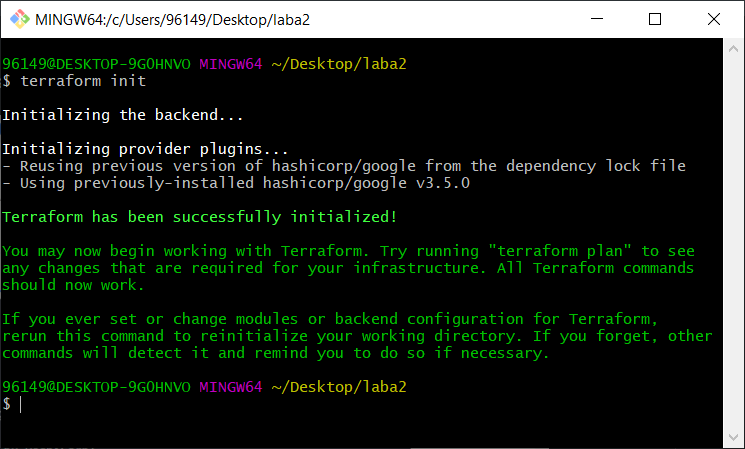 MINGW64:/c/Users/96149/Desktop/laba2
96149@DESKTOP-9G0HNVO MINGW64 ~/Desktop/laba2
$ terraform init
Initializing the backend...
Initializing provider plugins...
- Reusing previous version of hashicorp/google from the dependency lock file
- Using previously-installed hashicorp/google v3.5.0
Terraform has been successfully initialized!
You may now begin working with Terraform. Try running "terraform plan" to see
any changes that are required for your infrastructure. All Terraform commands
should now work.
If you ever set or change modules or backend configuration for Terraform,
rerun this command to reinitialize your working directory. If you forget, other
commands will detect it and remind you to do so if necessary.
96149@DESKTOP-9G0HNVO MINGW64 ~/Desktop/laba2
$